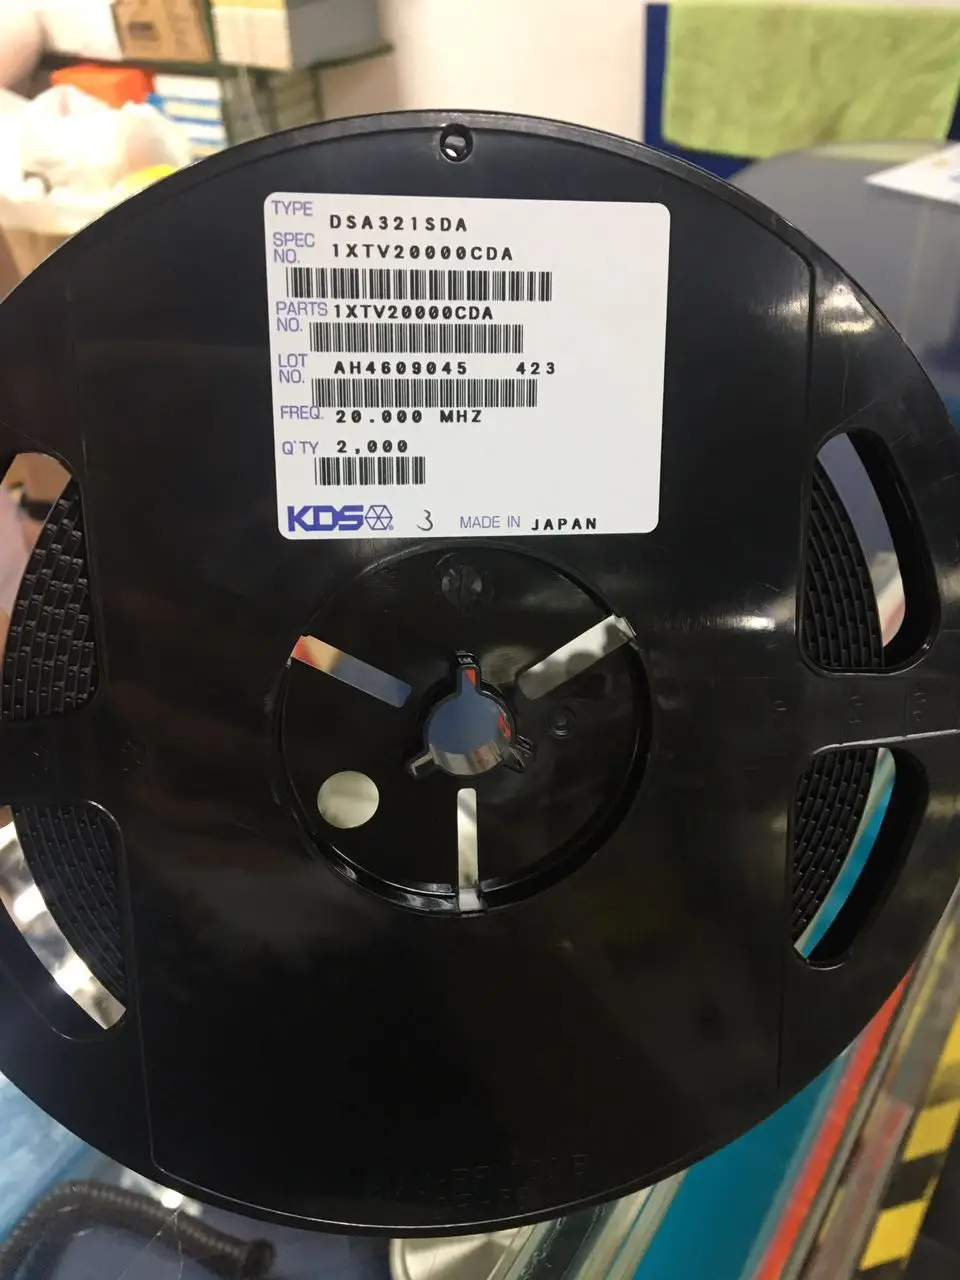 TYPE DSA321SDA
SPEC NO. 1XTV20000CDA
PARTS NO. 1XTV20000CDA
LOT NO. AH4609045 423
FREQ. 20.000 MHZ
Q'TY 2,000
KDS 3 MADE IN JAPAN